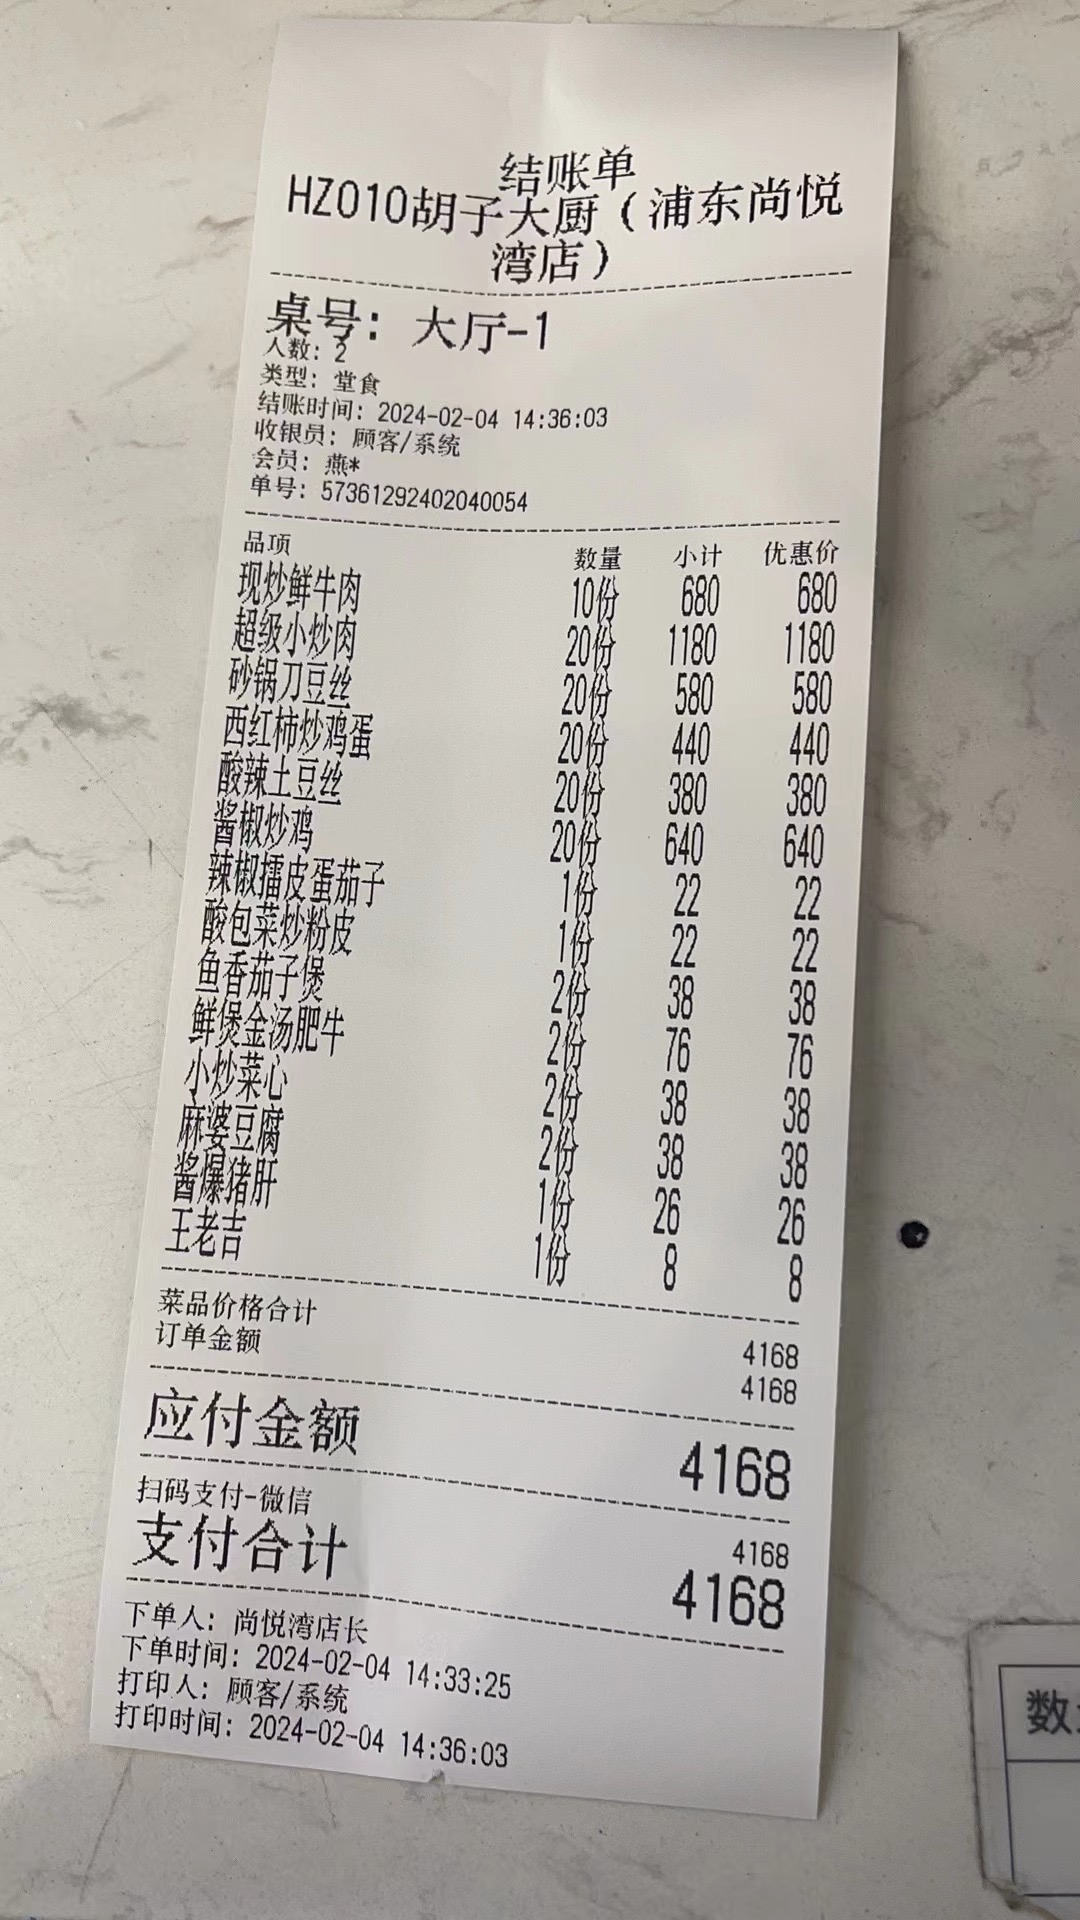 结账单
HZ010胡子大厨（浦东尚悦
湾店）
桌号：大厅-1
人数：2
类型：堂食
结账时间：2024-02-04 14:36:03
收银员：顾客/系统
会员：燕*
单号：57361292402040054
品项 数量 小计 优惠价
现炒鲜牛肉 10份 680 680
超级小炒肉 20份 1180 1180
砂锅刀豆丝 20份 580 580
西红柿炒鸡蛋 20份 440 440
酸辣土豆丝 20份 380 380
酱椒炒鸡 20份 640 640
辣椒擂皮蛋茄子 1份 22 22
酸包菜炒粉皮 1份 22 22
鱼香茄子煲 2份 38 38
鲜煲金汤肥牛 2份 76 76
小炒菜心 2份 38 38
麻婆豆腐 2份 38 38
酱爆猪肝 1份 26 26
王老吉 1份 8 8
菜品价格合计 4168
订单金额 4168
应付金额 4168
扫码支付-微信 4168
支付合计 4168
下单人：尚悦湾店长
下单时间：2024-02-04 14:33:25
打印人：顾客/系统
打印时间：2024-02-04 14:36:03